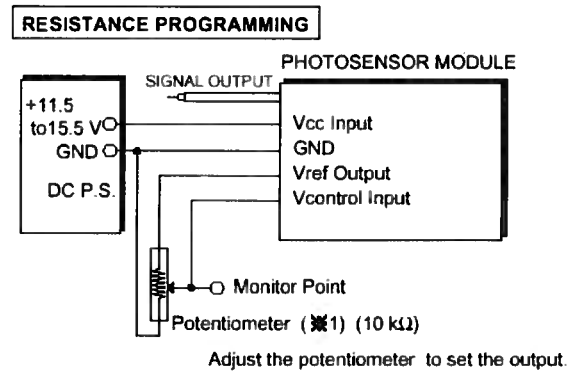 RESISTANCE PROGRAMMING
PHOTOSENSOR MODULE
SIGNAL OUTPUT
+11.5
to15.5 V
GND
DC P.S.
Vcc Input
GND
Vref Output
Vcontrol Input
Monitor Point
Potentiometer (※1) (10 kΩ)
Adjust the potentiometer to set the output.